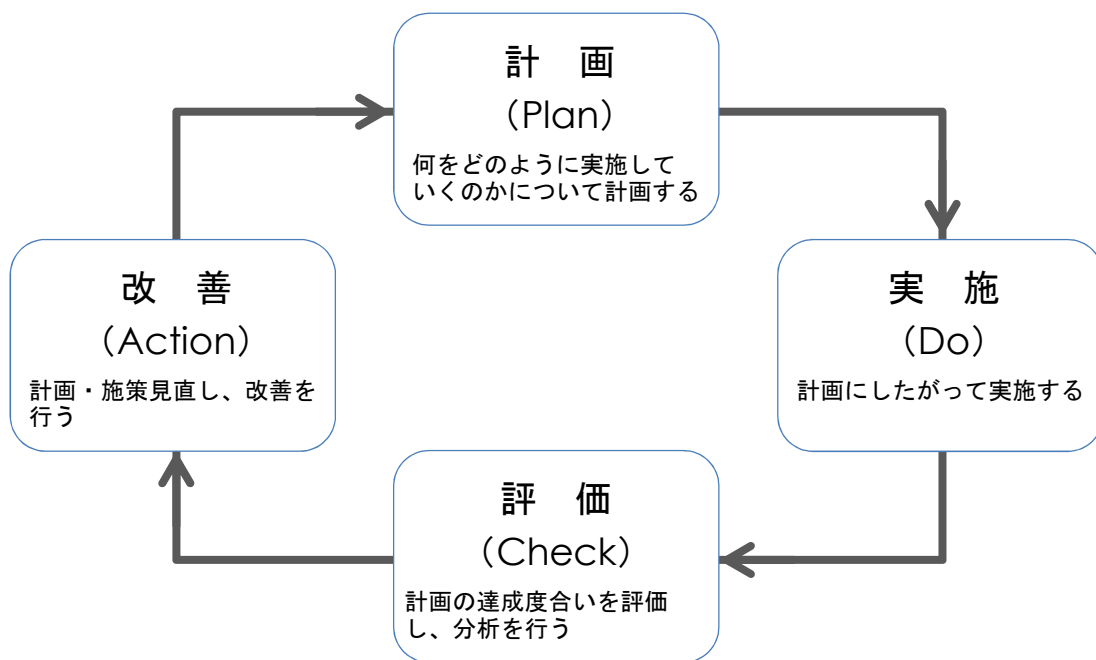 計　画
（Plan）
何をどのように実施して
いくのかについて計画する
実　施
（Do）
計画にしたがって実施する
評　価
（Check）
計画の達成度合いを評価
し、分析を行う
改　善
（Action）
計画・施策見直し、改善を
行う